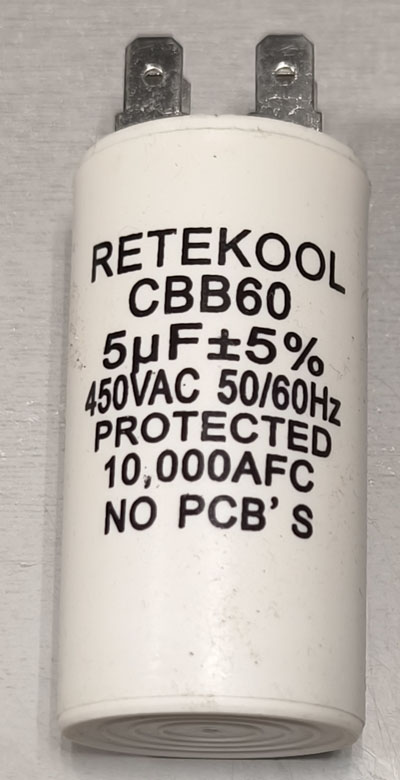 RETEKOOL
CBB60
5µF±5%
450VAC 50/60Hz
PROTECTED
10,000AFC
NO PCB'S